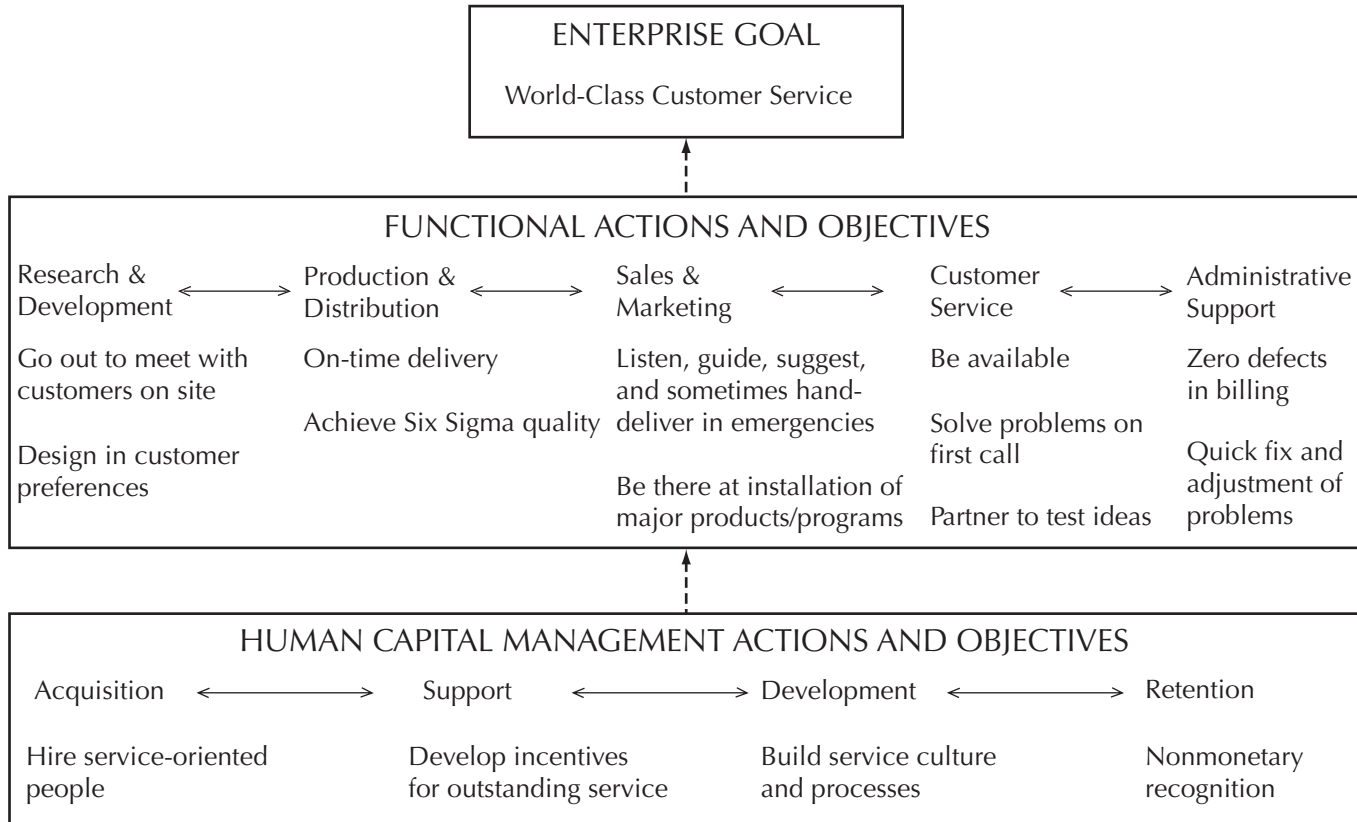 ENTERPRISE GOAL
World-Class Customer Service
FUNCTIONAL ACTIONS AND OBJECTIVES
Research &
Development
Go out to meet with
customers on site
Design in customer
preferences
Production &
Distribution
On-time delivery
Achieve Six Sigma quality
Sales &
Marketing
Listen, guide, suggest,
and sometimes hand-
deliver in emergencies
Be there at installation of
major products/programs
Customer
Service
Be available
Solve problems on
first call
Partner to test ideas
Administrative
Support
Zero defects
in billing
Quick fix and
adjustment of
problems
HUMAN CAPITAL MANAGEMENT ACTIONS AND OBJECTIVES
Acquisition
Hire service-oriented
people
Support
Develop incentives
for outstanding service
Development
Build service culture
and processes
Retention
Nonmonetary
recognition